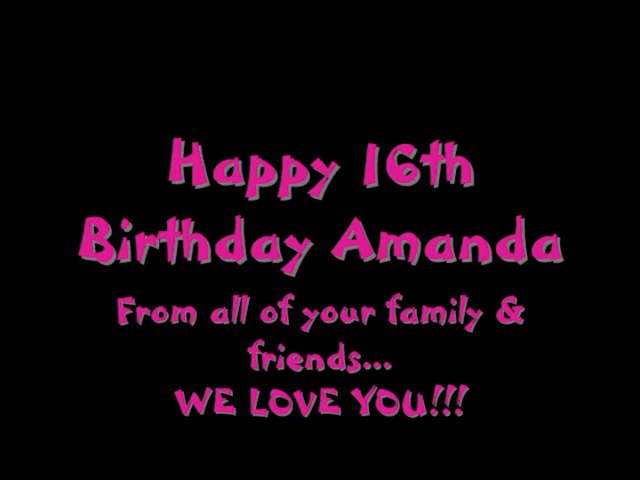 Happy 16th
Birthday Amanda
From all of your family &
friends...
WE LOVE YOU!!!